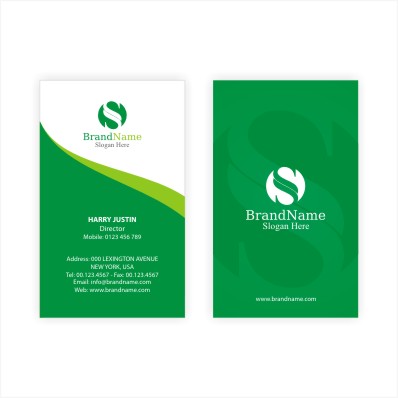 BrandName
Slogan Here
HARRY JUSTIN
Director
Mobile: 0123 456 789
Address: 000 LEXINGTON AVENUE
NEW YORK, USA
Tel: 00.123.4567 - Fax: 00.123.4567
Email: info@brandname.com
Web: www.brandname.com
BrandName
Slogan Here
www.brandname.com